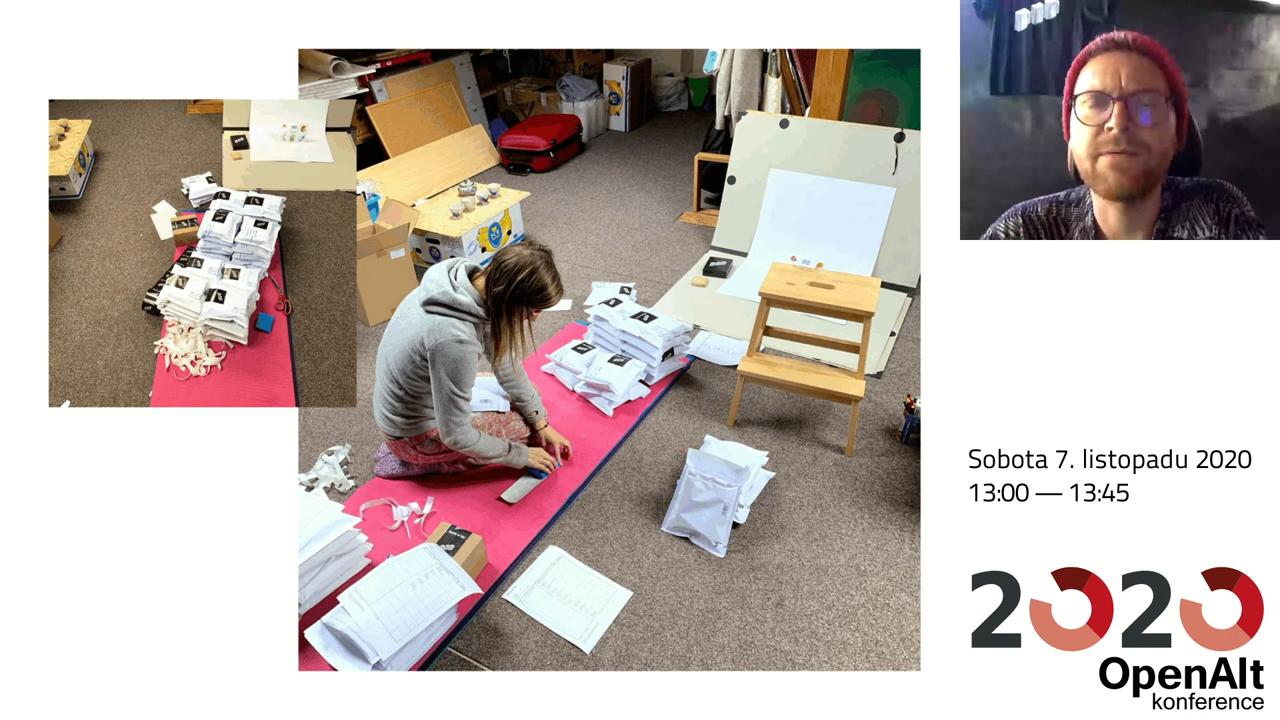 Sobota 7. listopadu 2020
13:00 — 13:45
2020
OpenAlt
konference